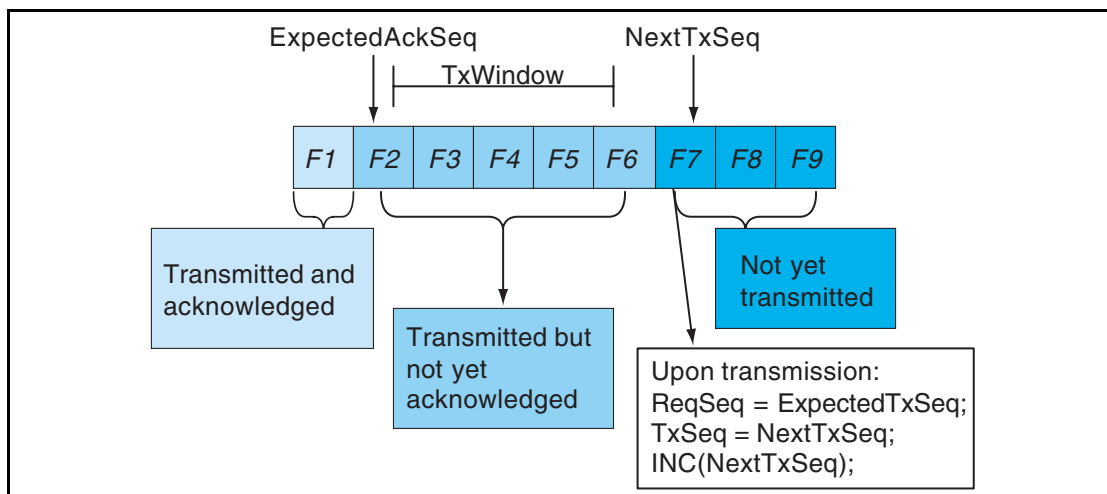 ExpectedAckSeq
NextTxSeq
TxWindow
F1 F2 F3 F4 F5 F6 F7 F8 F9
Transmitted and
acknowledged
Transmitted but
not yet
acknowledged
Not yet
transmitted
Upon transmission:
ReqSeq = ExpectedTxSeq;
TxSeq = NextTxSeq;
INC(NextTxSeq);